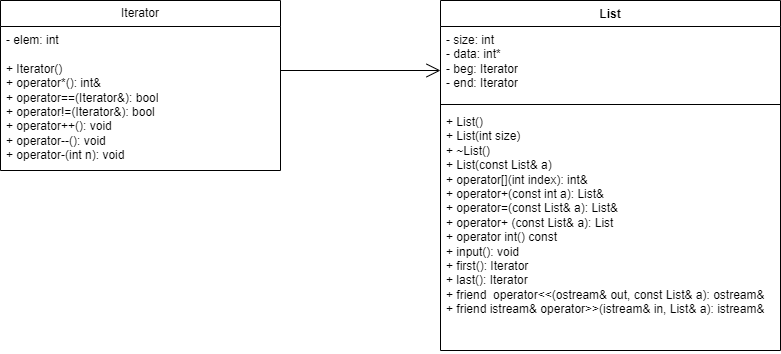 Iterator
- elem: int
+ Iterator()
+ operator*(): int&
+ operator==(Iterator&): bool
+ operator!=(Iterator&): bool
+ operator++(): void
+ operator--(): void
+ operator-(int n): void
List
- size: int
- data: int*
- beg: Iterator
- end: Iterator
+ List()
+ List(int size)
+ ~List()
+ List(const List& a)
+ operator[](int index): int&
+ operator+(const int a): List&
+ operator=(const List& a): List&
+ operator+ (const List& a): List
+ operator int() const
+ input(): void
+ first(): Iterator
+ last(): Iterator
+ friend  operator<<(ostream& out, const List& a): ostream&
+ friend istream& operator>>(istream& in, List& a): istream&